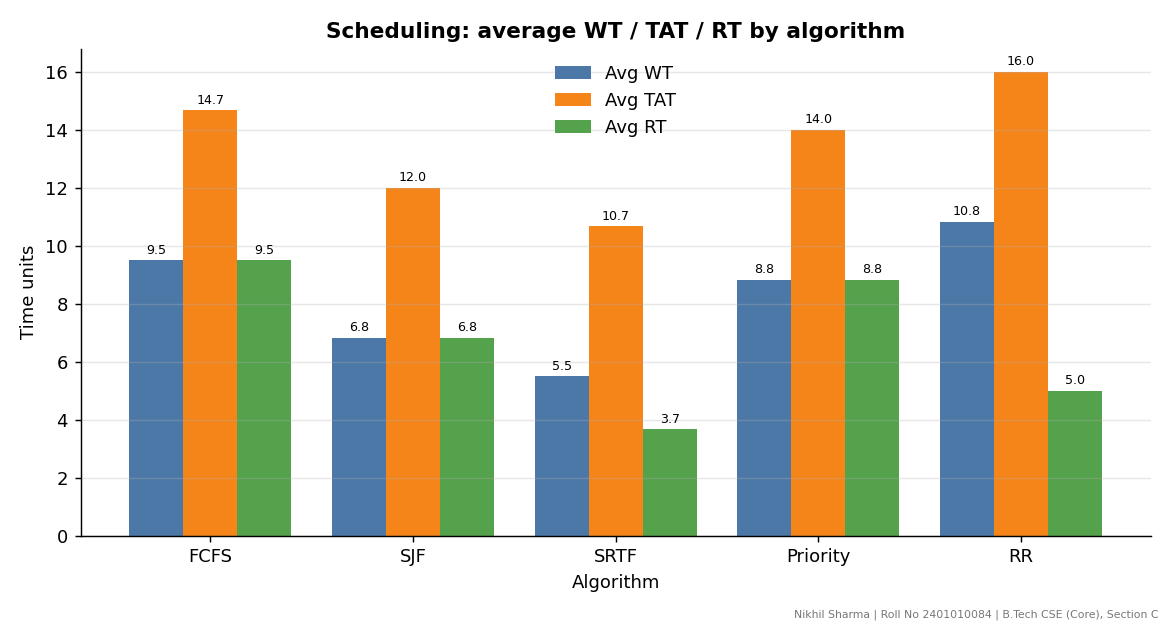 Scheduling: average WT / TAT / RT by algorithm
Avg WT
Avg TAT
Avg RT
Time units
16
14
12
10
8
6
4
2
0
9.5 14.7 9.5
6.8 12.0 6.8
5.5 10.7 3.7
8.8 14.0 8.8
10.8 16.0 5.0
FCFS SJF SRTF Priority RR
Algorithm
Nikhil Sharma | Roll No 2401010084 | B.Tech CSE (Core), Section C